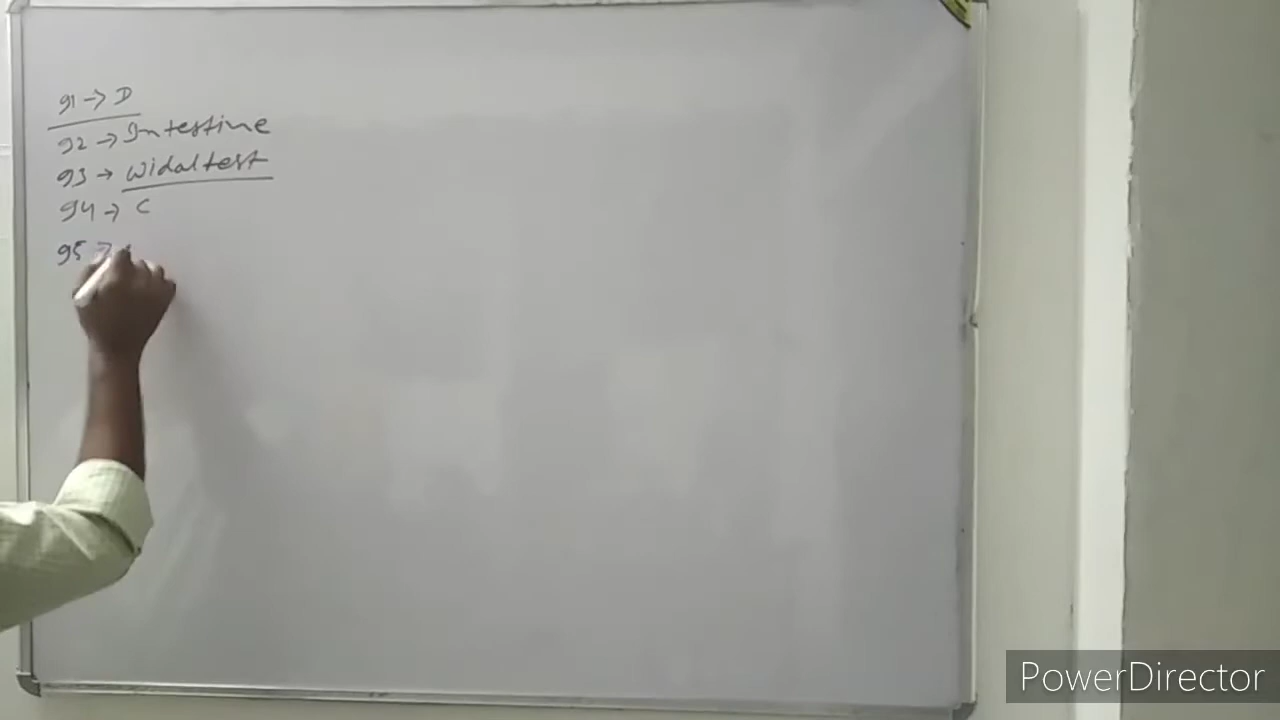 91 → D
92 → Intestine
93 → Widal test
94 → C
95 →
PowerDirector